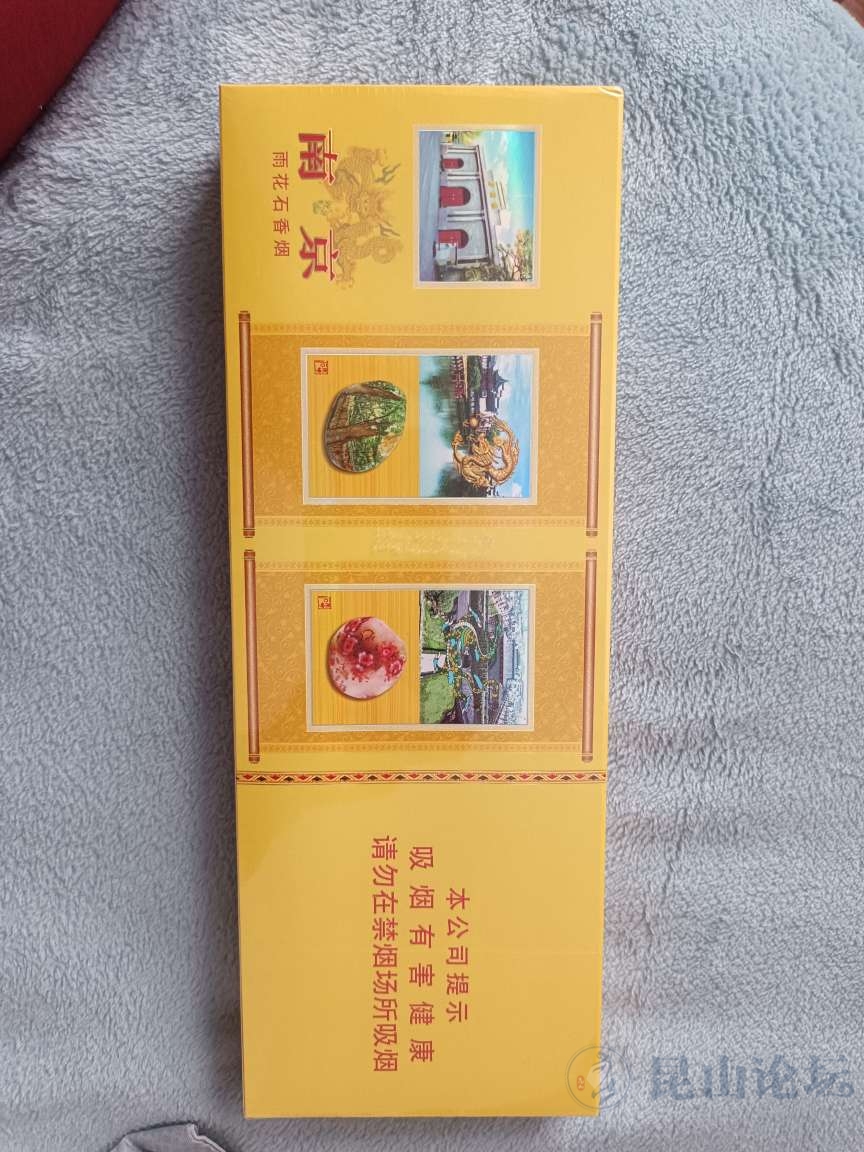 南京
雨花石香烟
本公司提示
吸烟有害健康
请勿在禁烟场所吸烟
昆山论坛